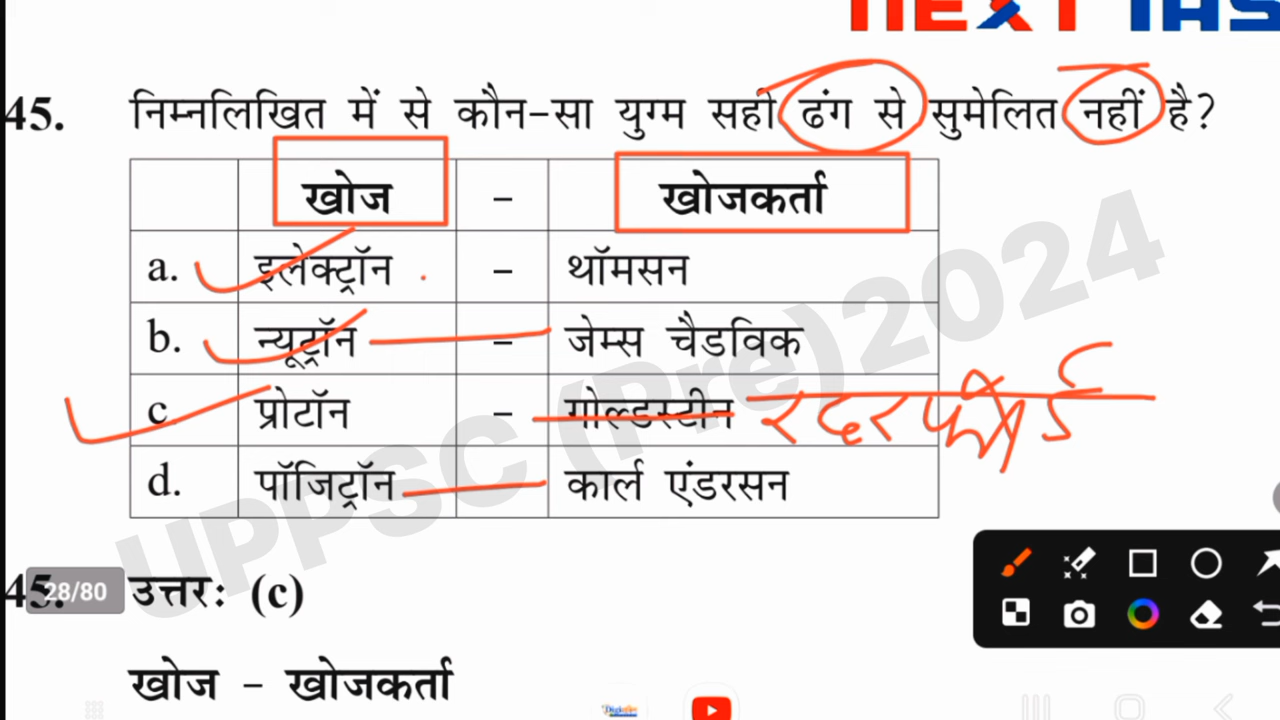 NEXT IAS
45. निम्नलिखित में से कौन-सा युग्म सही ढंग से सुमेलित नहीं है?
खोज - खोजकर्ता
a. इलेक्ट्रॉन - थॉमसन
b. न्यूट्रॉन - जेम्स चैडविक
c. प्रोटॉन - गोल्डस्टीन रदरफोर्ड
d. पॉजिट्रॉन - कार्ल एंडरसन
UPPSC (Pre) 2024
45. उत्तरः (c)
28/80
खोज - खोजकर्ता